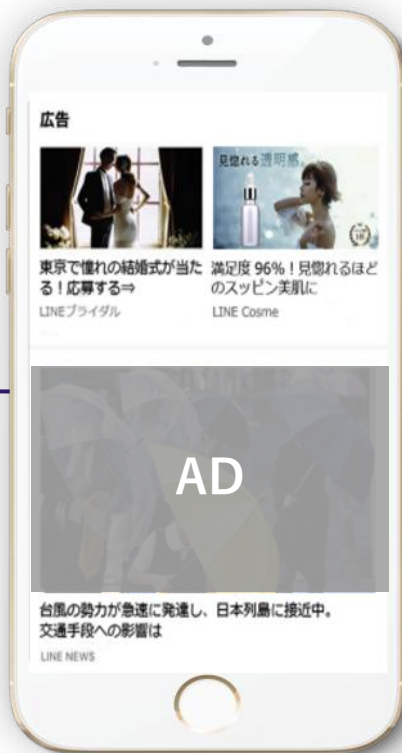 広告
見惚れる透明感。
東京で憧れの結婚式が当た
る！応募する⇒
LINEブライダル
満足度 96%！見惚れるほど
のスッピン美肌に
LINE Cosme
AD
台風の勢力が急速に発達し、日本列島に接近中。
交通手段への影響は
LINE NEWS